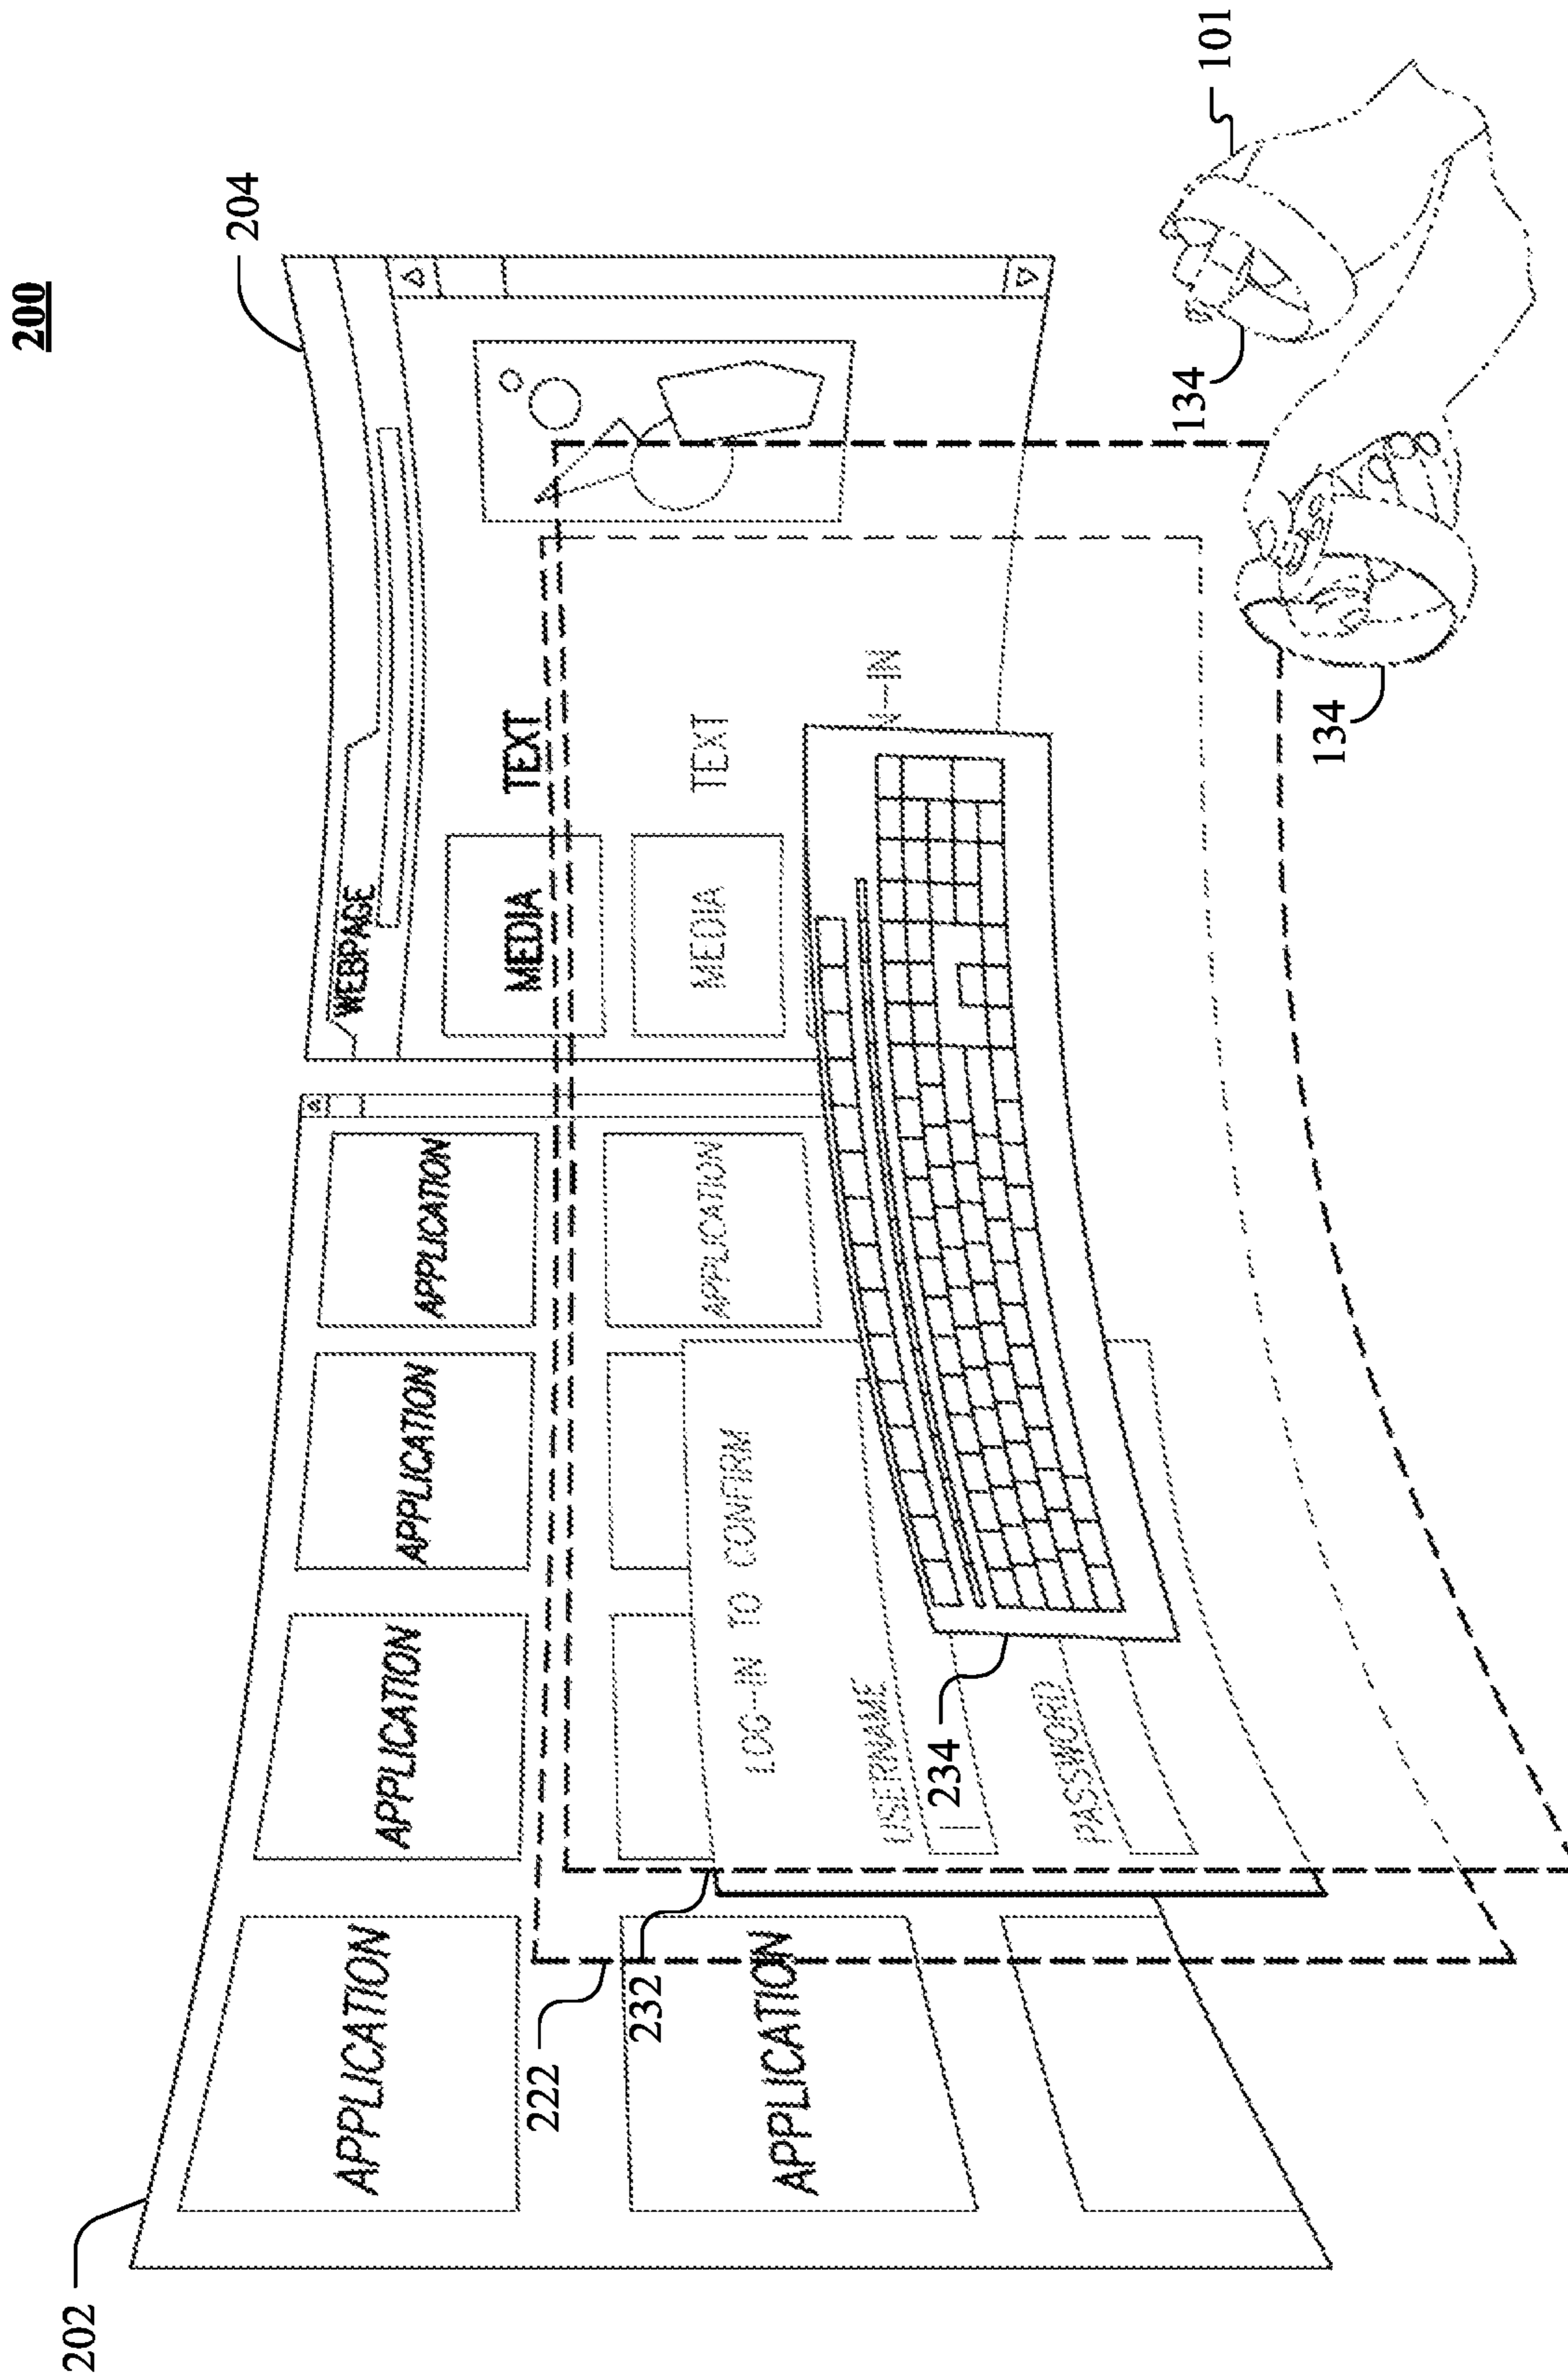 200
202
204
WEBPAGE
APPLICATION
APPLICATION
APPLICATION
APPLICATION
MEDIA
TEXT
222
232
APPLICATION
APPLICATION
MEDIA
TEXT
LOG-IN TO CONFIRM
USERNAME
234
PASSWORD
-IN
134
134
101